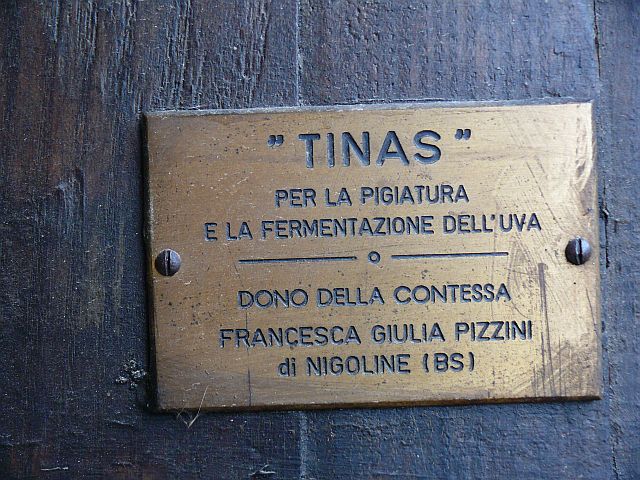 " TINAS "
PER LA PIGIATURA
E LA FERMENTAZIONE DELL'UVA
DONO DELLA CONTESSA
FRANCESCA GIULIA PIZZINI
di NIGOLINE (BS)